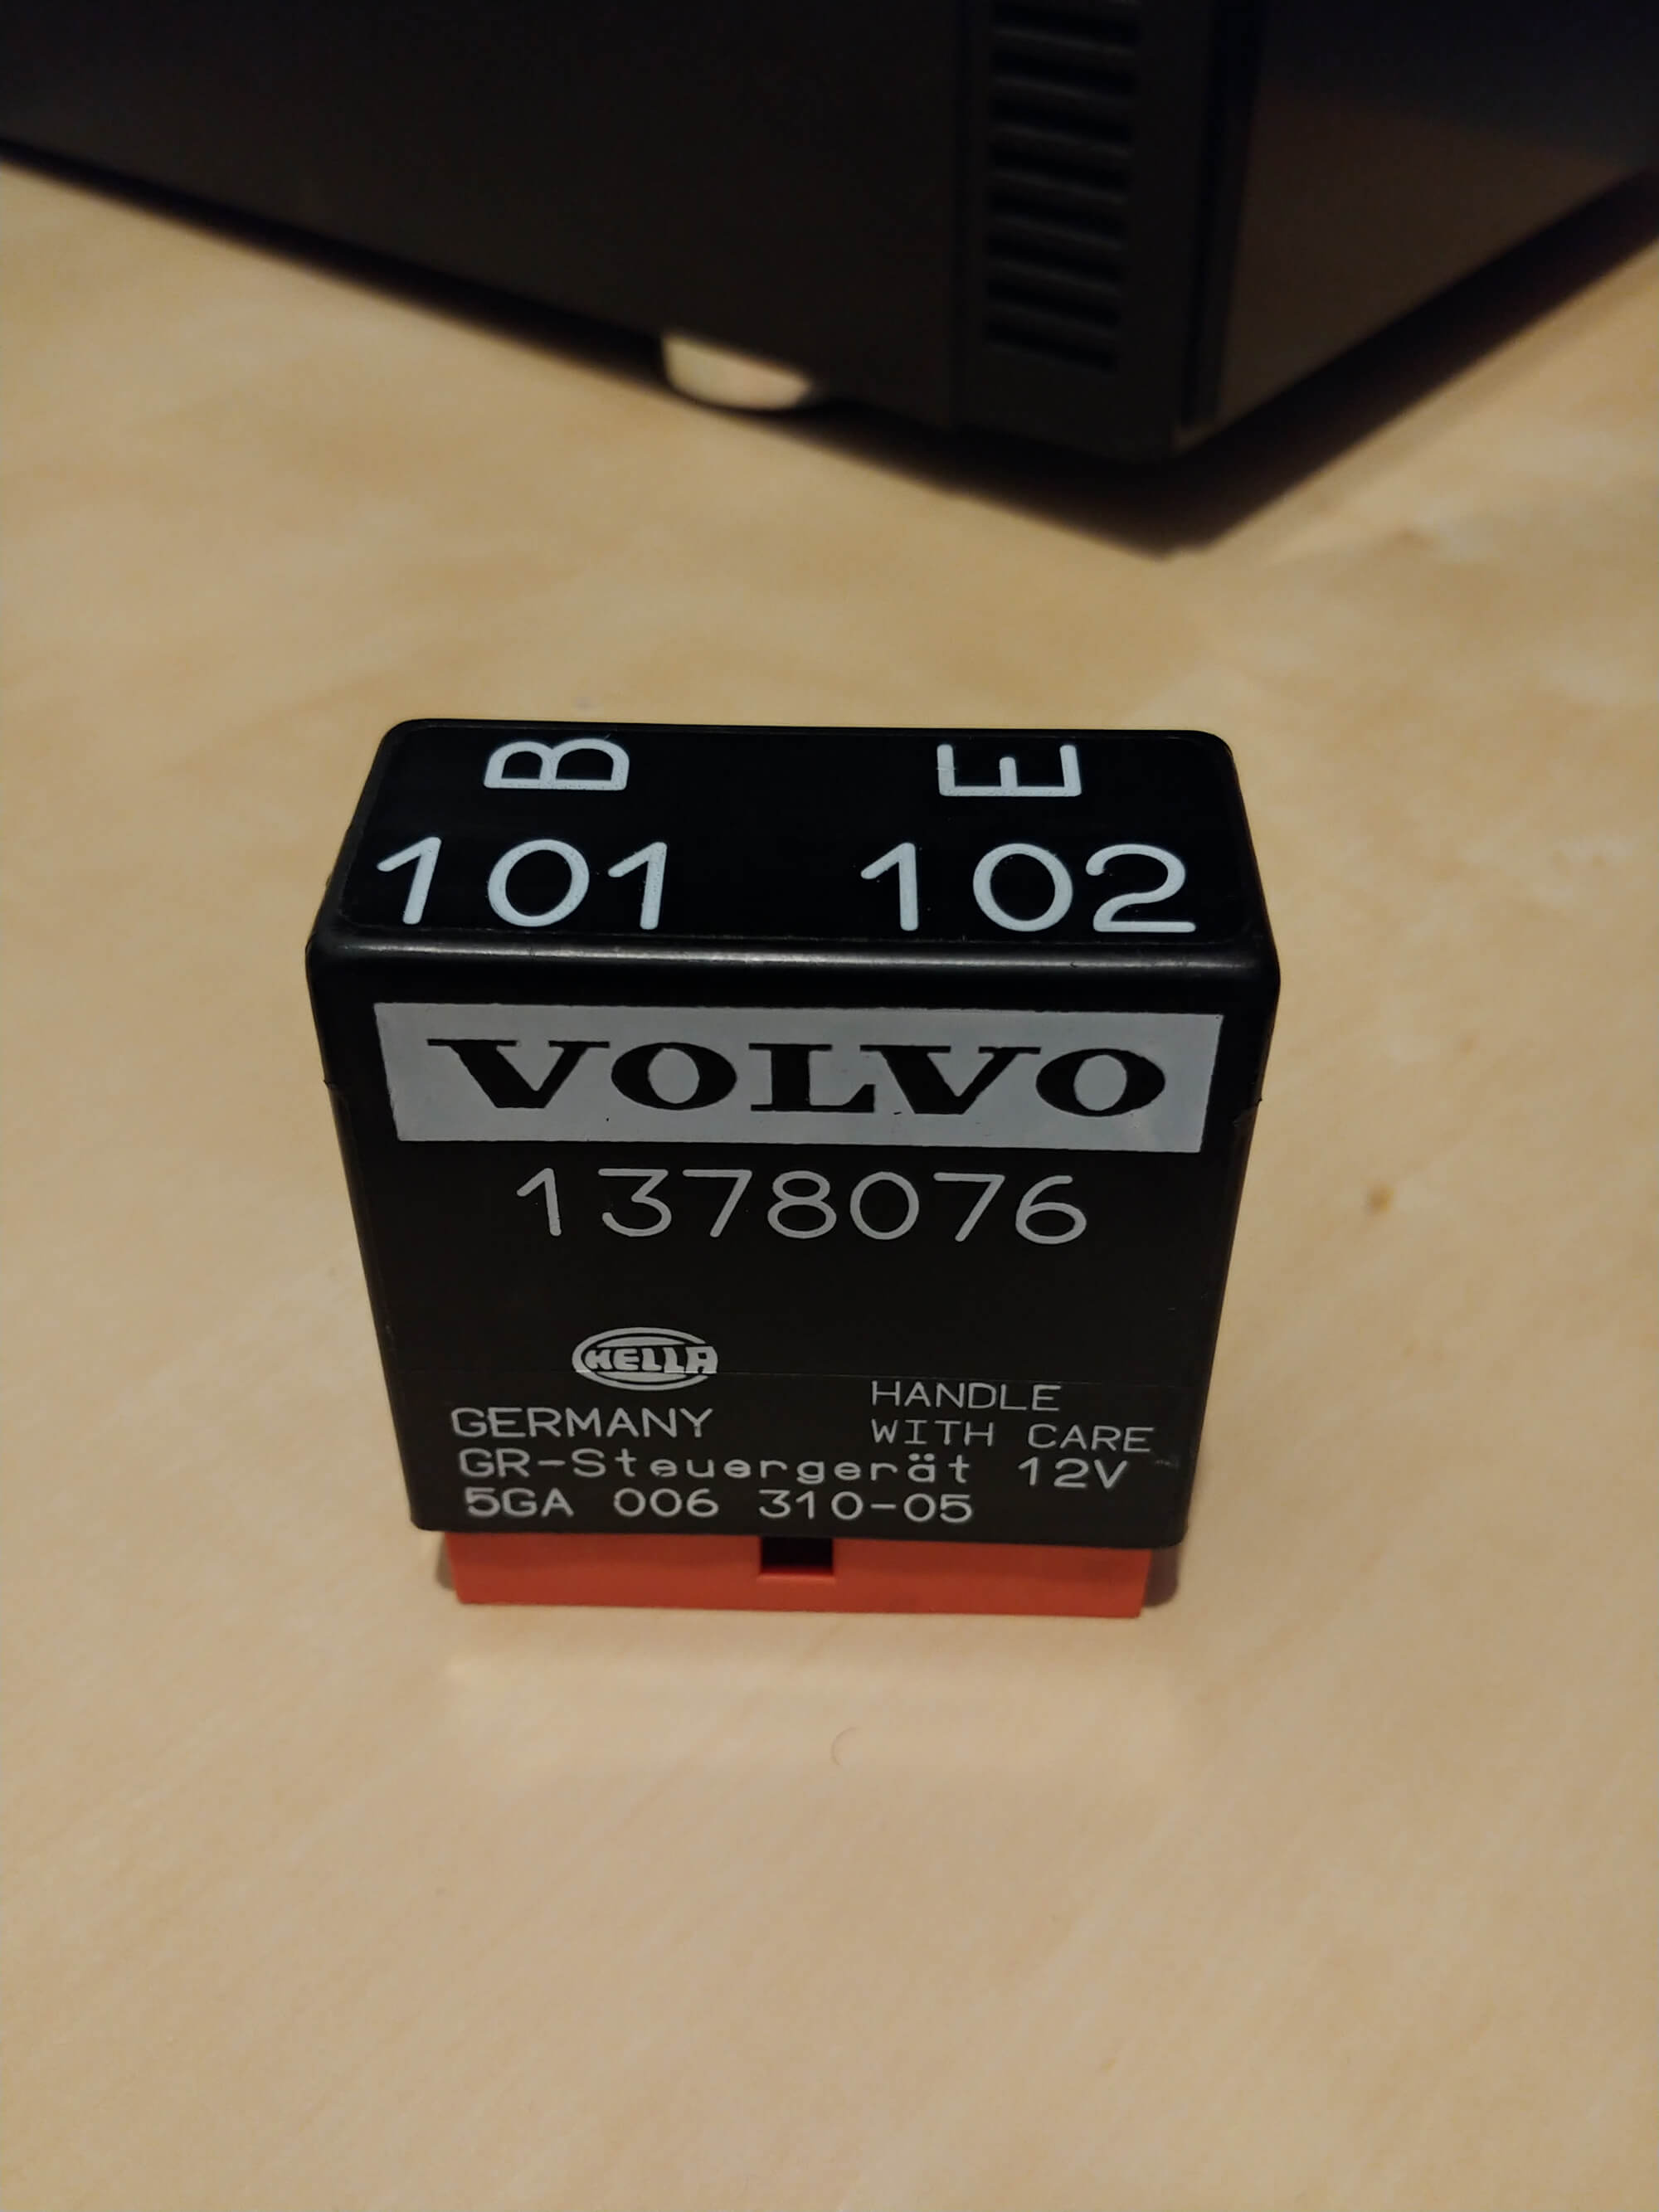 B E
101 102
VOLVO
1378076
HELLA
HANDLE
GERMANY WITH CARE
GR-Steuergerät 12V
5GA 006 310-05